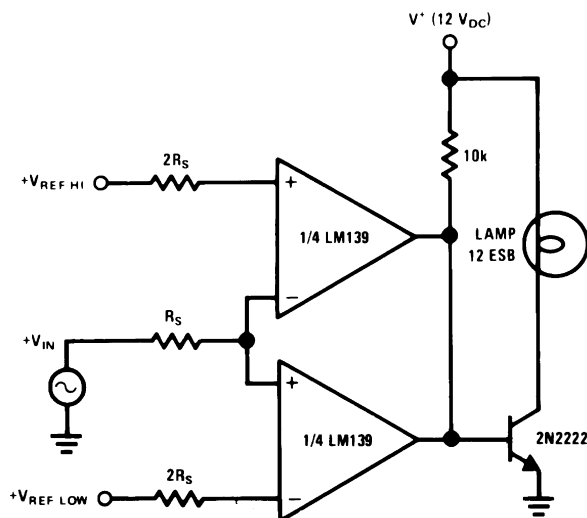 V+ (12 VDC)
2RS
+VREF HI
+
10k
1/4 LM139
LAMP
12 ESB
−
RS
+VIN
+
1/4 LM139
2N2222
2RS
−
+VREF LOW